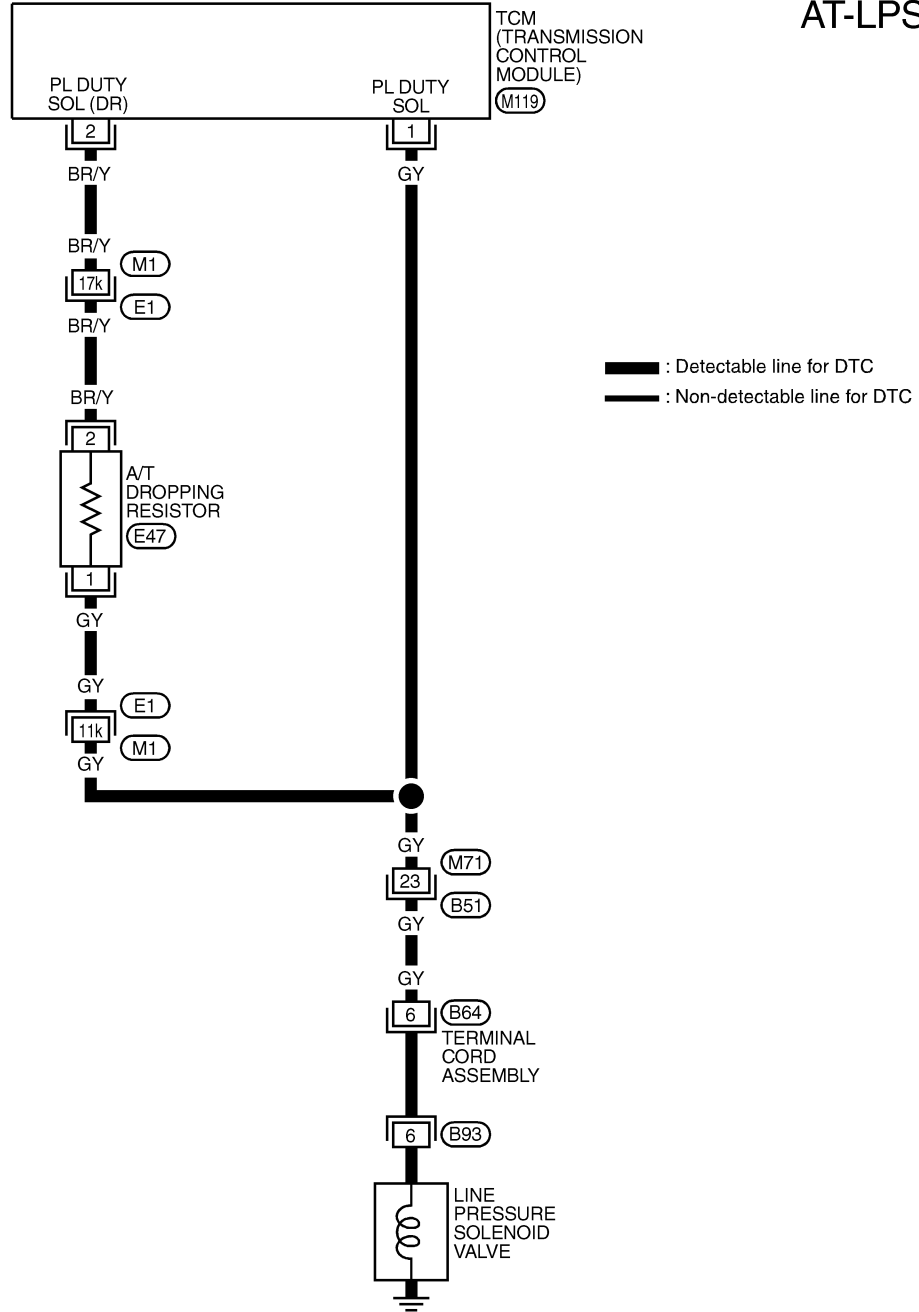 AT-LPS
TCM
(TRANSMISSION
CONTROL
MODULE)
M119
PL DUTY
SOL (DR)
PL DUTY
SOL
2
1
BR/Y
GY
BR/Y
M1
17k
E1
BR/Y
BR/Y
: Detectable line for DTC
: Non-detectable line for DTC
2
A/T
DROPPING
RESISTOR
E47
1
GY
GY
E1
11k
M1
GY
GY
M71
23
B51
GY
GY
6
B64
TERMINAL
CORD
ASSEMBLY
6
B93
LINE
PRESSURE
SOLENOID
VALVE